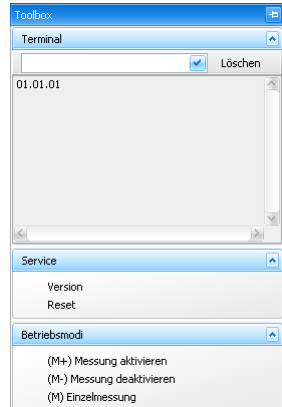 Toolbox
Terminal
Löschen
01.01.01
Service
Version
Reset
Betriebsmodi
(M+) Messung aktivieren
(M-) Messung deaktivieren
(M) Einzelmessung